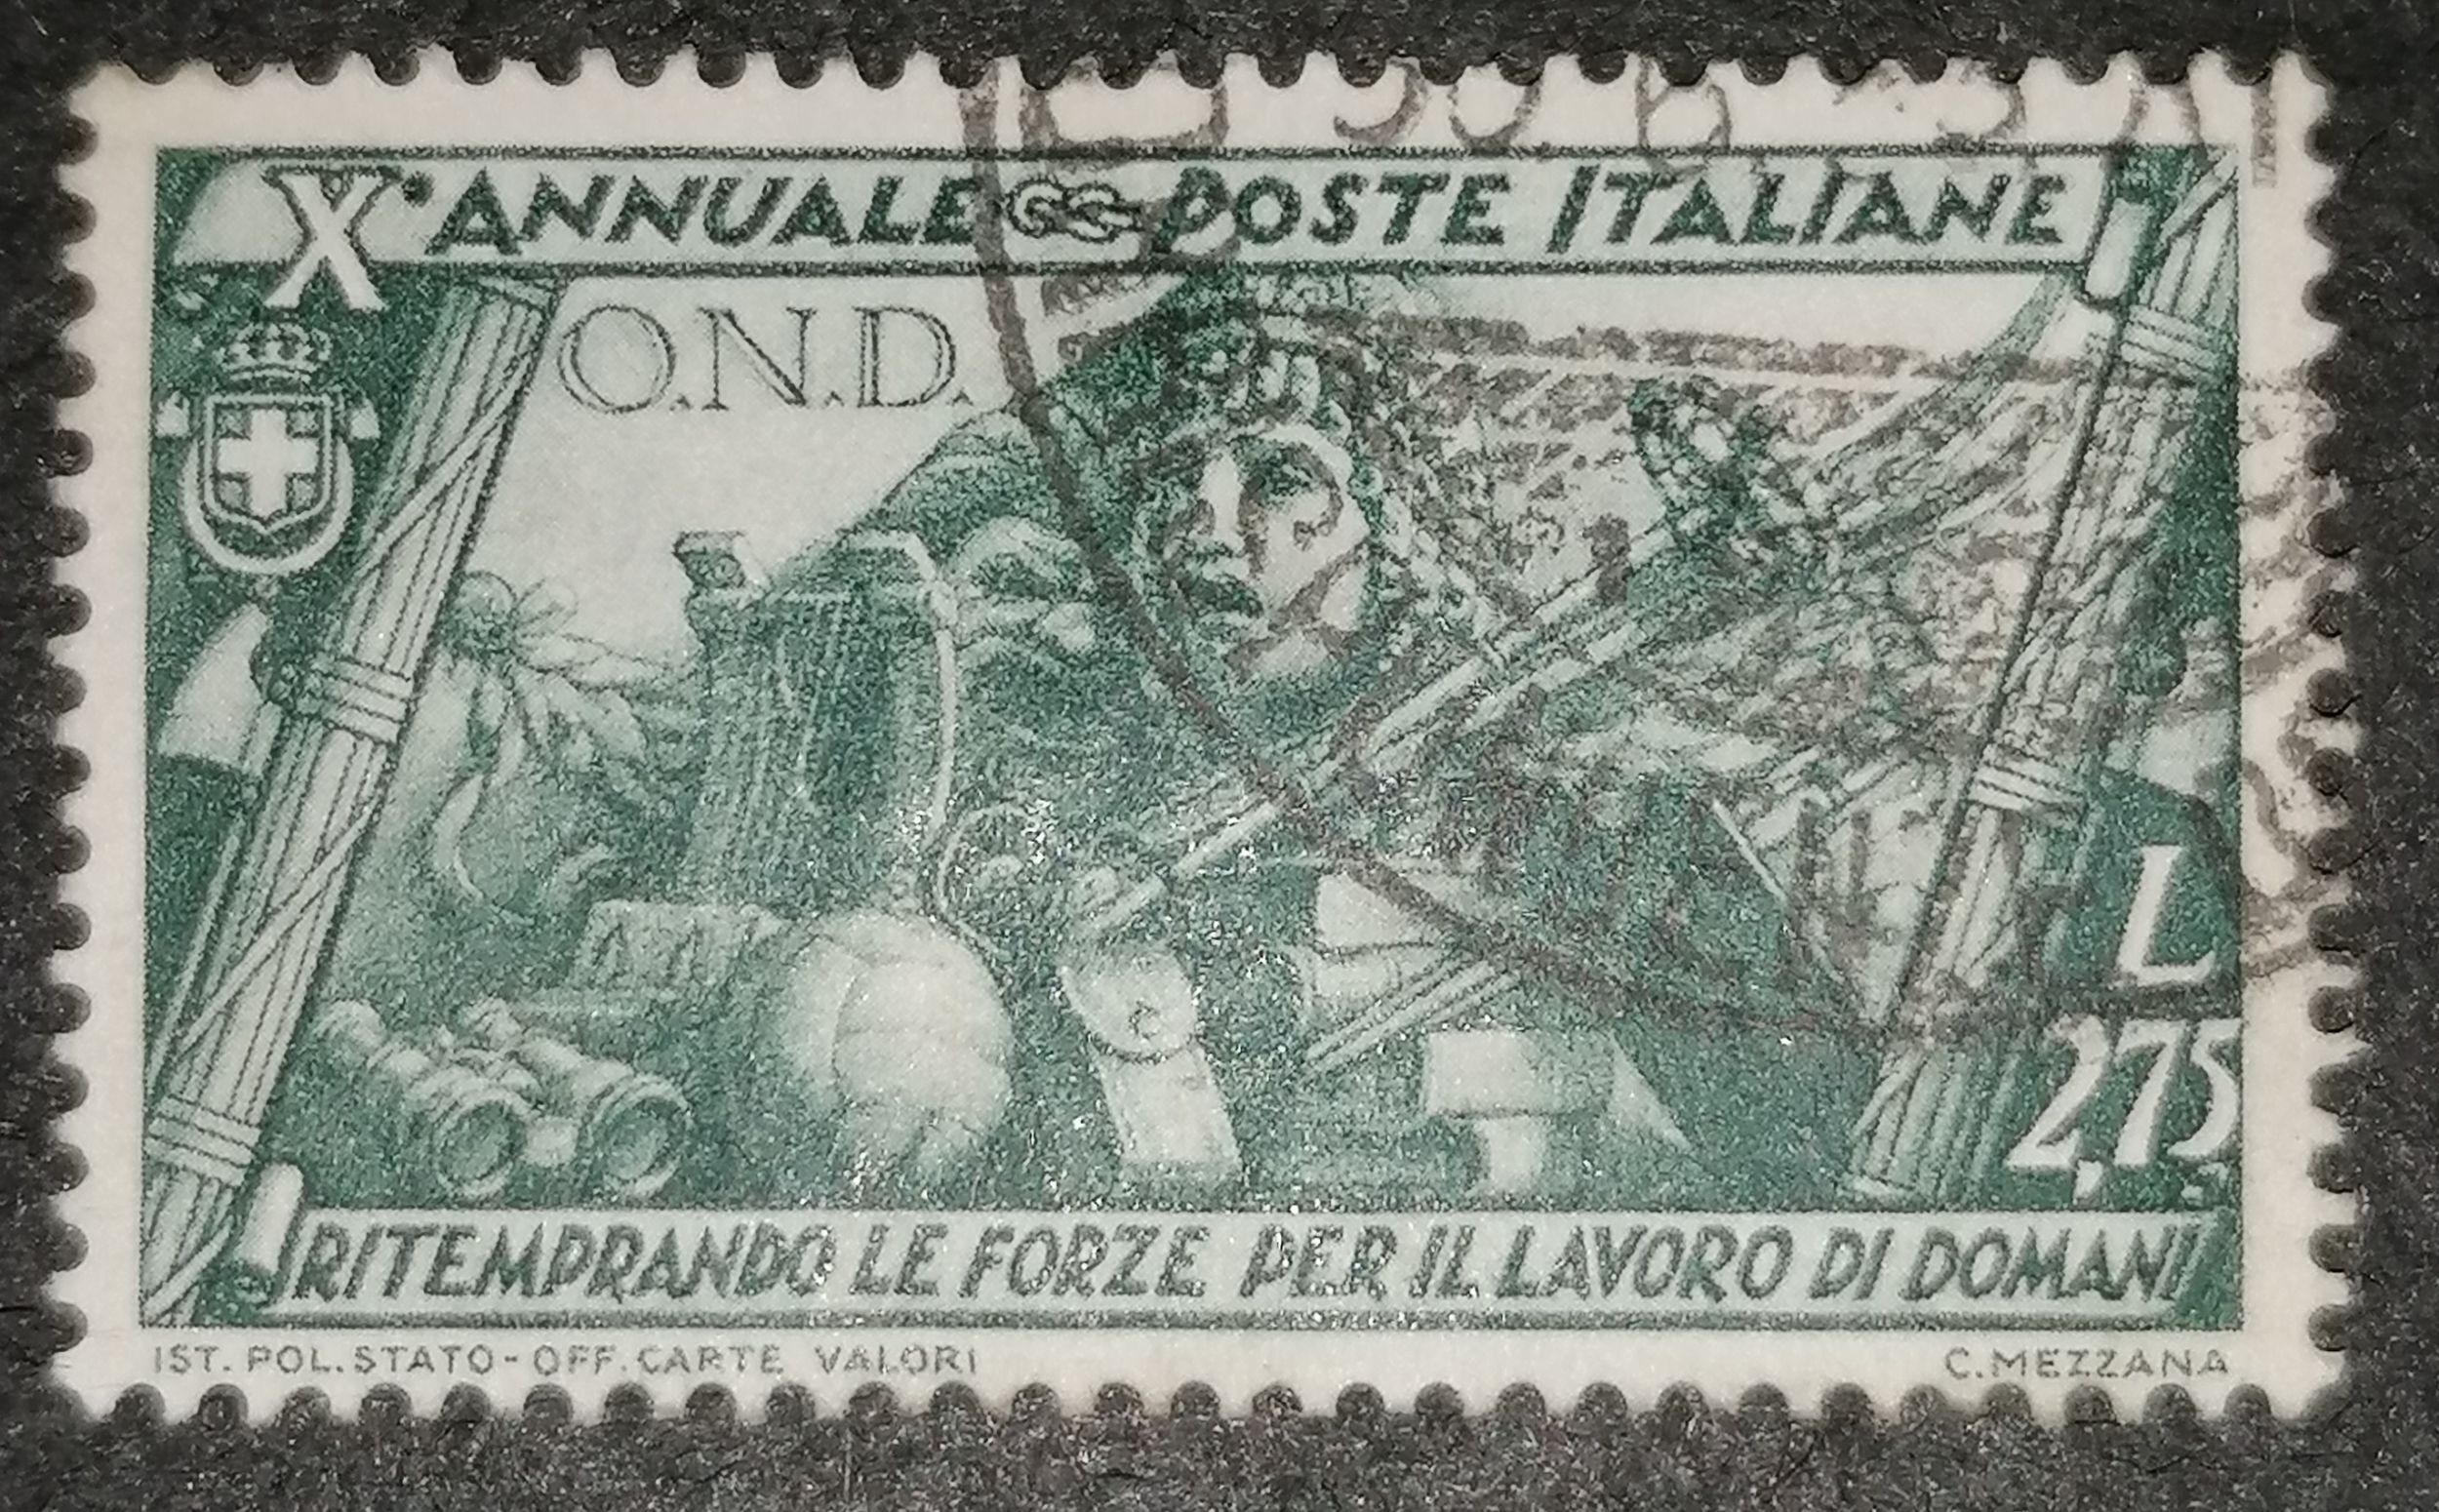 X° ANNUALE POSTE ITALIANE
O.N.D.
L
2,75
RITEMPRANDO LE FORZE PER IL LAVORO DI DOMANI
IST. POL. STATO - OFF. CARTE VALORI C. MEZZANA